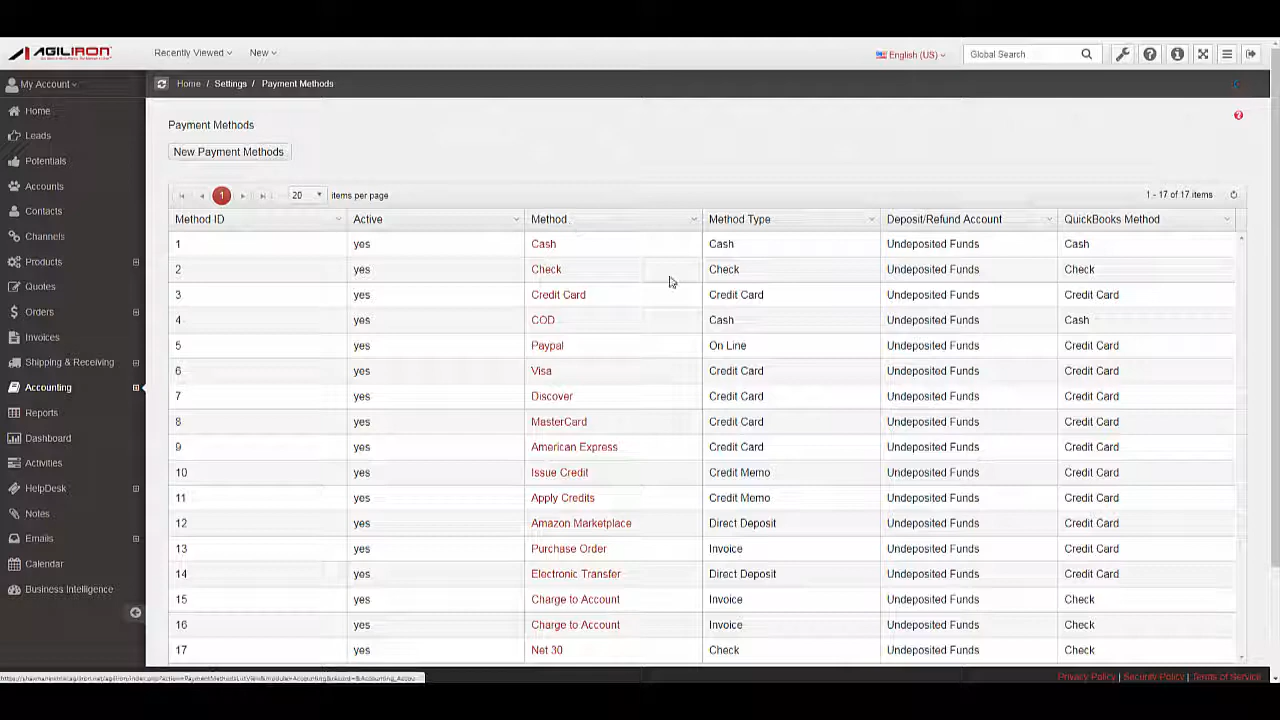 AGILIRON
Recently Viewed
New
English (US)
Global Search
My Account
Home / Settings / Payment Methods
Home
Leads
Potentials
Accounts
Contacts
Channels
Products
Quotes
Orders
Invoices
Shipping & Receiving
Accounting
Reports
Dashboard
Activities
HelpDesk
Notes
Emails
Calendar
Business Intelligence
Payment Methods
New Payment Methods
1 20 items per page 1 - 17 of 17 items
Method ID Active Method Method Type Deposit/Refund Account QuickBooks Method
1 yes Cash Cash Undeposited Funds Cash
2 yes Check Check Undeposited Funds Check
3 yes Credit Card Credit Card Undeposited Funds Credit Card
4 yes COD Cash Undeposited Funds Cash
5 yes Paypal On Line Undeposited Funds Credit Card
6 yes Visa Credit Card Undeposited Funds Credit Card
7 yes Discover Credit Card Undeposited Funds Credit Card
8 yes MasterCard Credit Card Undeposited Funds Credit Card
9 yes American Express Credit Card Undeposited Funds Credit Card
10 yes Issue Credit Credit Memo Undeposited Funds Credit Card
11 yes Apply Credits Credit Memo Undeposited Funds Credit Card
12 yes Amazon Marketplace Direct Deposit Undeposited Funds Credit Card
13 yes Purchase Order Invoice Undeposited Funds Credit Card
14 yes Electronic Transfer Direct Deposit Undeposited Funds Credit Card
15 yes Charge to Account Invoice Undeposited Funds Check
16 yes Charge to Account Invoice Undeposited Funds Check
17 yes Net 30 Check Undeposited Funds Check
Privacy Policy | Security Policy | Terms of Service